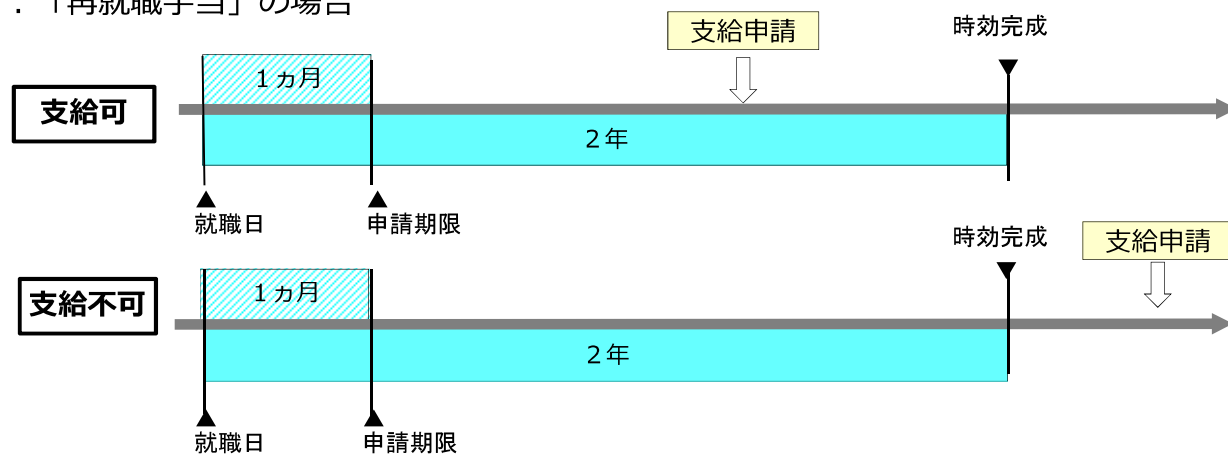 .「再就職手当」の場合
支給申請
時効完成
1ヵ月
支給可
2年
就職日
申請期限
時効完成
支給申請
1ヵ月
支給不可
2年
就職日
申請期限